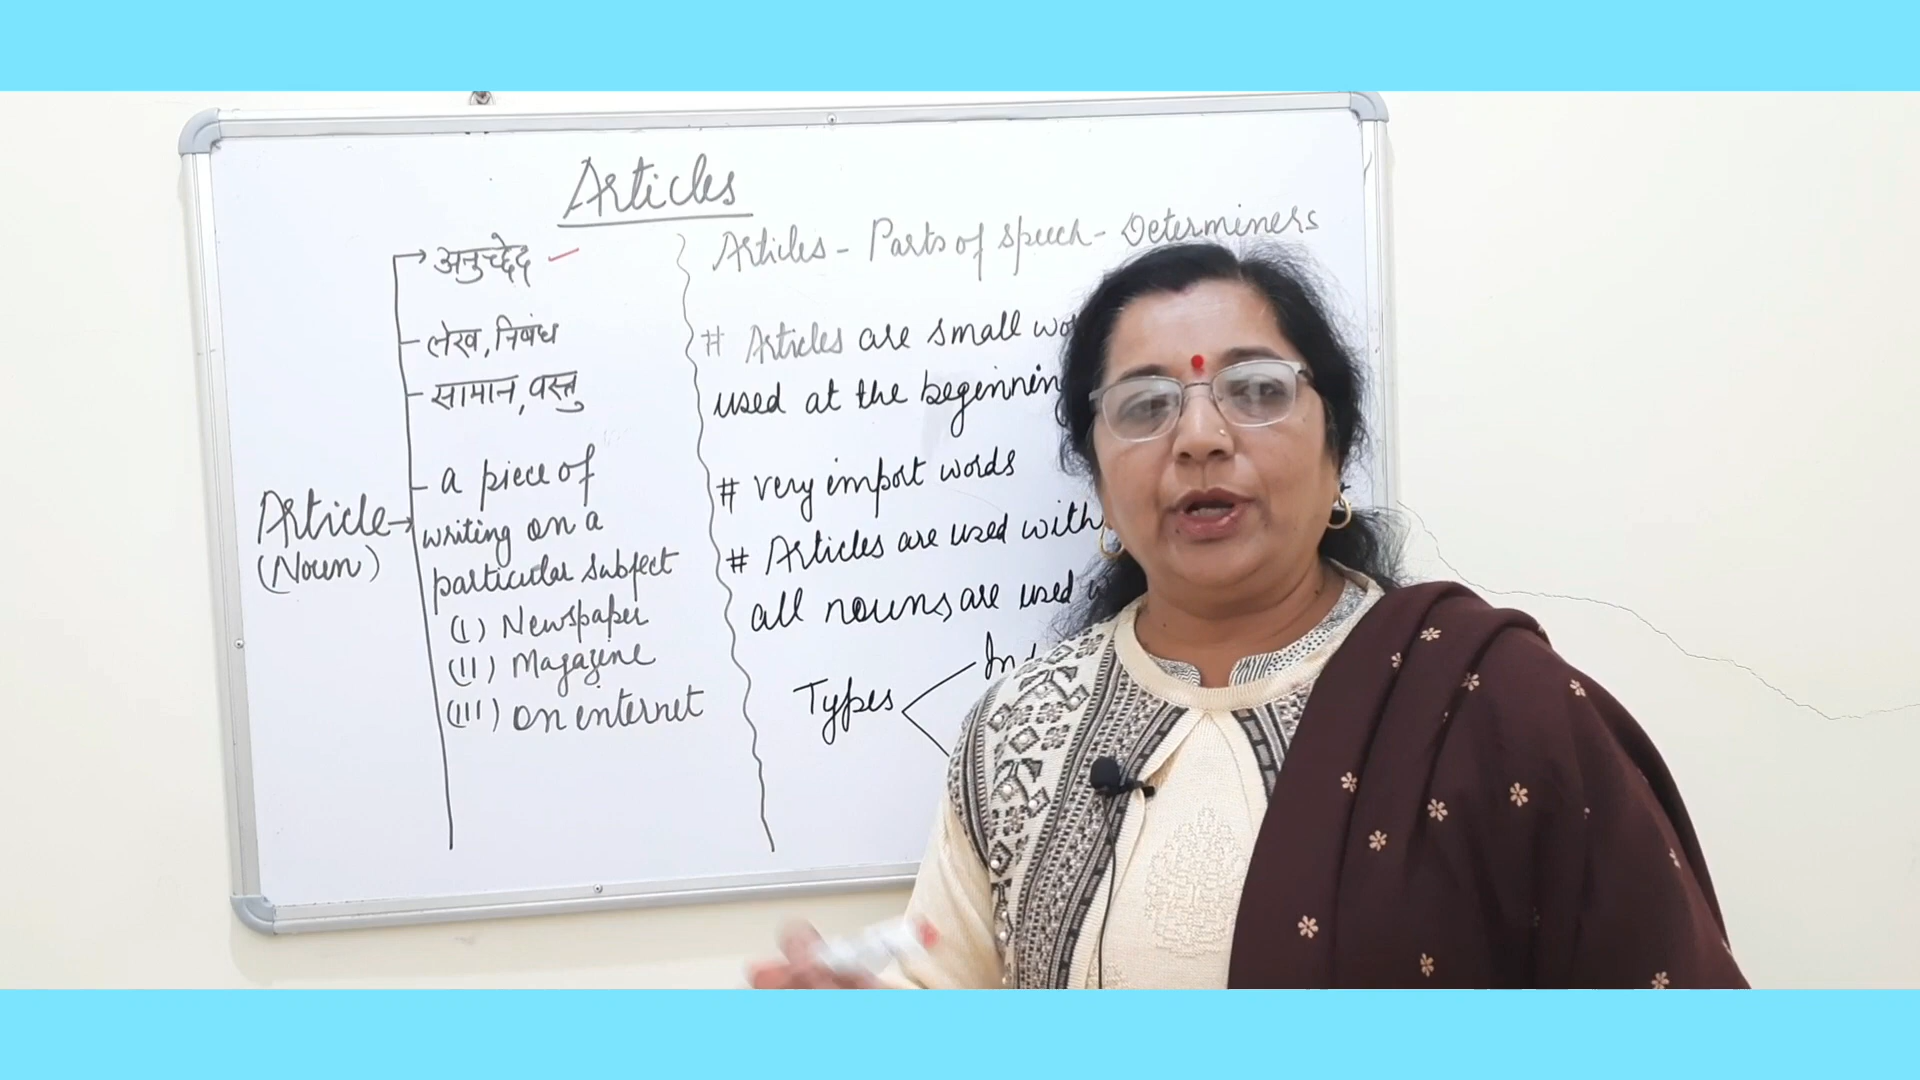 Articles
अनुच्छेद
लेख, निबंध
सामान, वस्तु
a piece of
writing on a
particular subject
(I) Newspaper
(II) Magazine
(III) on internet
Article
(Noun)
Articles - Parts of speech - Determiners
# Articles are small
used at the
# very import words
# Articles are used with
all nouns, are used
Types